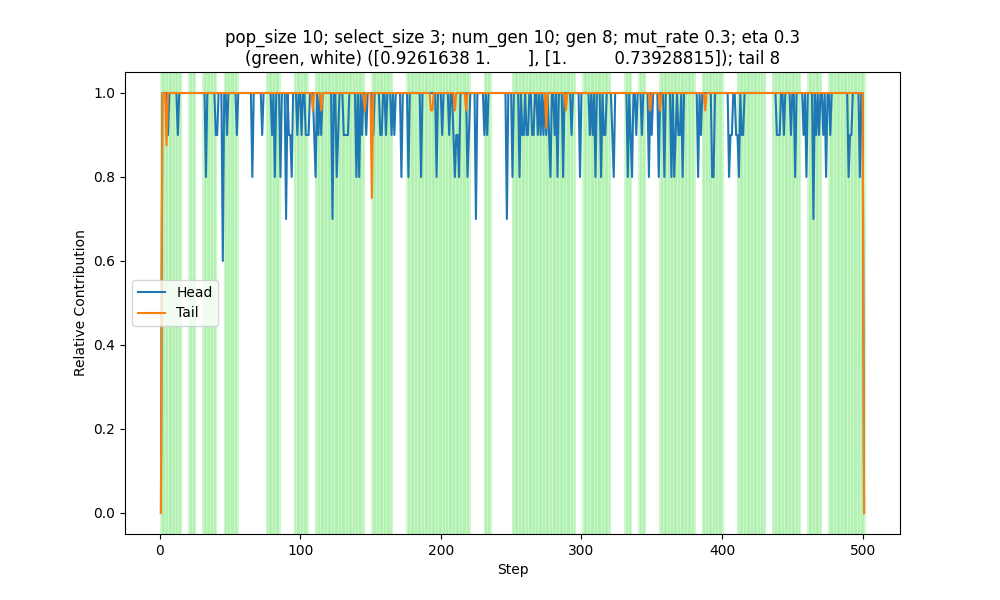 pop_size 10; select_size 3; num_gen 10; gen 8; mut_rate 0.3; eta 0.3
(green, white) ([0.9261638 1.        ], [1.         0.73928815]); tail 8
1.0
0.8
0.6
0.4
0.2
0.0
Relative Contribution
Head
Tail
0 100 200 300 400 500
Step